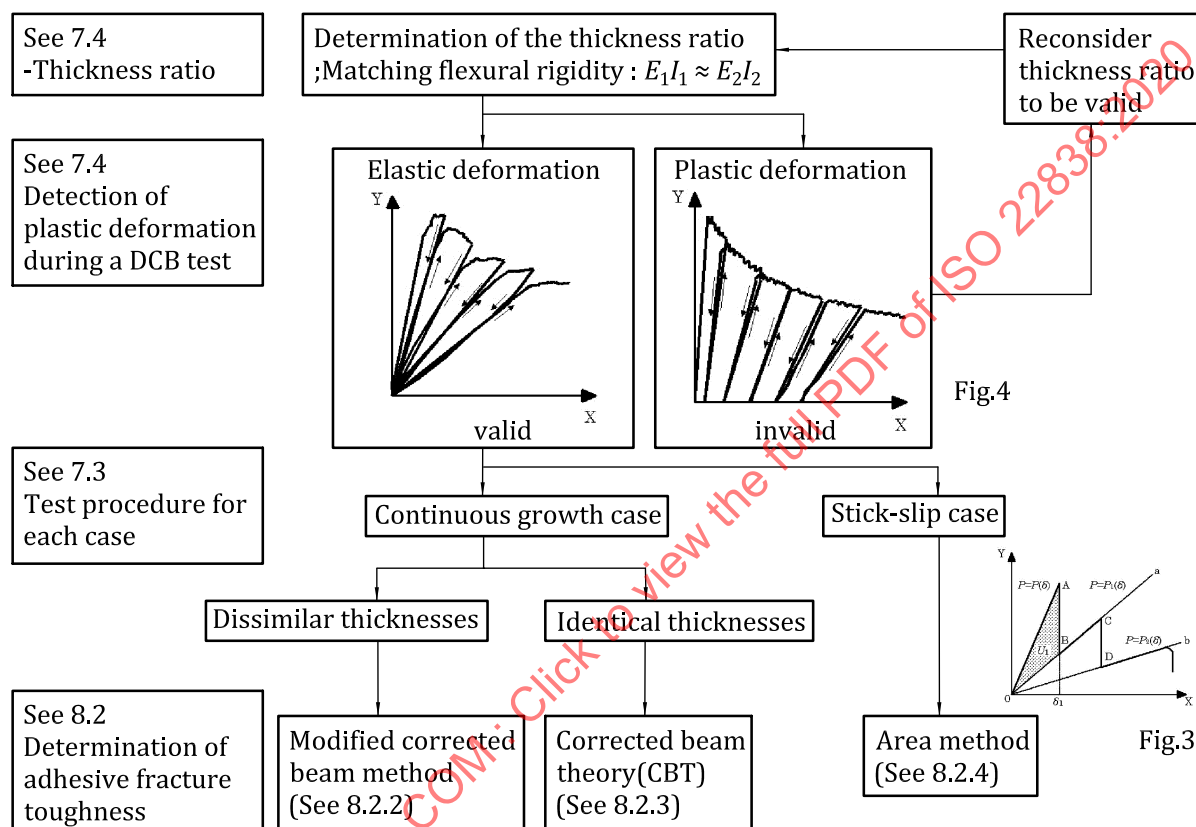 See 7.4
-Thickness ratio
Determination of the thickness ratio
;Matching flexural rigidity : E₁I₁ ≈ E₂I₂
Reconsider
thickness ratio
to be valid
See 7.4
Detection of
plastic deformation
during a DCB test
Elastic deformation
Y
X
valid
Plastic deformation
Y
X
invalid
Fig.4
See 7.3
Test procedure for
each case
Continuous growth case
Stick-slip case
Dissimilar thicknesses
Identical thicknesses
Y
a
P=P(δ)
A
P=P₁(δ)
C
B
P=P₂(δ)
b
U₁
D
0
δ₁
X
Fig.3
See 8.2
Determination of
adhesive fracture
toughness
Modified corrected
beam method
(See 8.2.2)
Corrected beam
theory(CBT)
(See 8.2.3)
Area method
(See 8.2.4)
COM : Click to view the full PDF of ISO 22838:2020